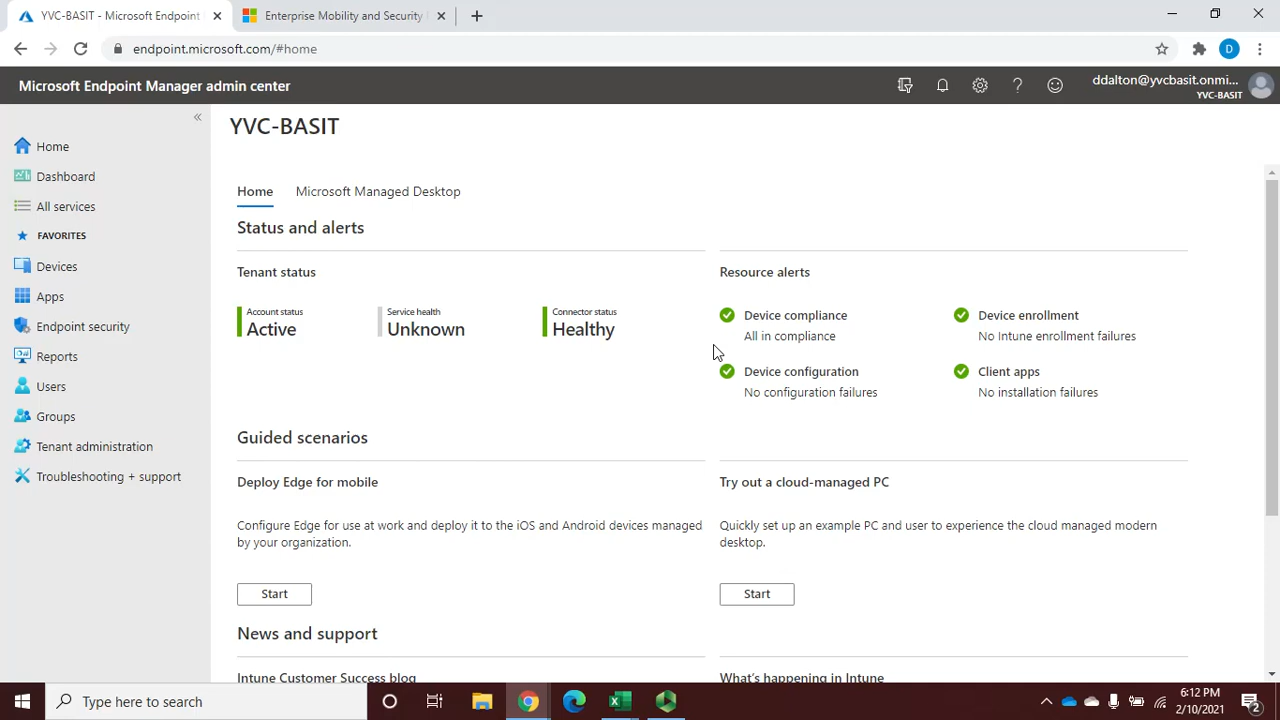 YVC-BASIT - Microsoft Endpoint
Enterprise Mobility and Security
endpoint.microsoft.com/#home
D
Microsoft Endpoint Manager admin center
ddalton@yvcbasit.onmi...
YVC-BASIT
Home
Dashboard
All services
FAVORITES
Devices
Apps
Endpoint security
Reports
Users
Groups
Tenant administration
Troubleshooting + support
YVC-BASIT
Home
Microsoft Managed Desktop
Status and alerts
Tenant status
Account status
Active
Service health
Unknown
Connector status
Healthy
Resource alerts
Device compliance
All in compliance
Device enrollment
No Intune enrollment failures
Device configuration
No configuration failures
Client apps
No installation failures
Guided scenarios
Deploy Edge for mobile
Configure Edge for use at work and deploy it to the iOS and Android devices managed
by your organization.
Start
Try out a cloud-managed PC
Quickly set up an example PC and user to experience the cloud managed modern
desktop.
Start
News and support
Intune Customer Success blog
What's happening in Intune
Type here to search
6:12 PM
2/10/2021
2